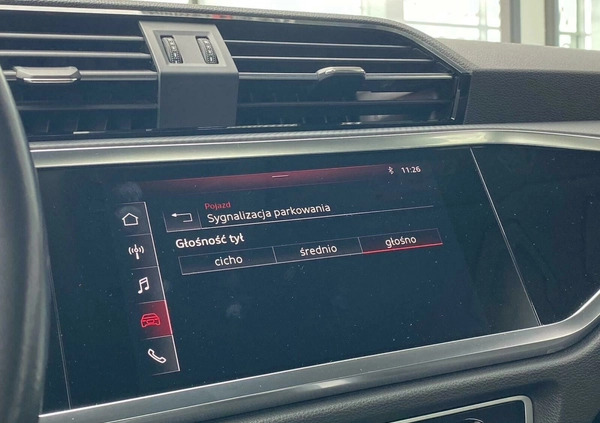 11:26
Pojazd
Sygnalizacja parkowania
Głośność tył
cicho średnio głośno